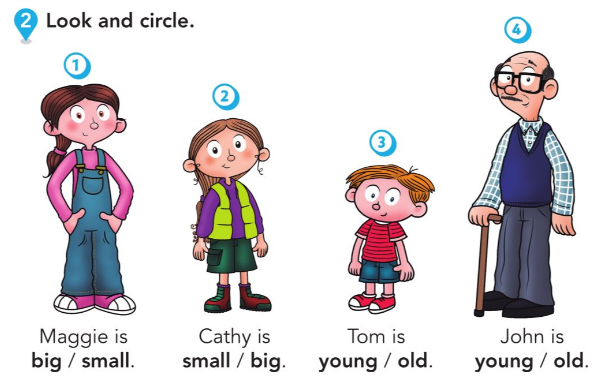 2 Look and circle.
1
2
3
4
Maggie is
big / small.
Cathy is
small / big.
Tom is
young / old.
John is
young / old.